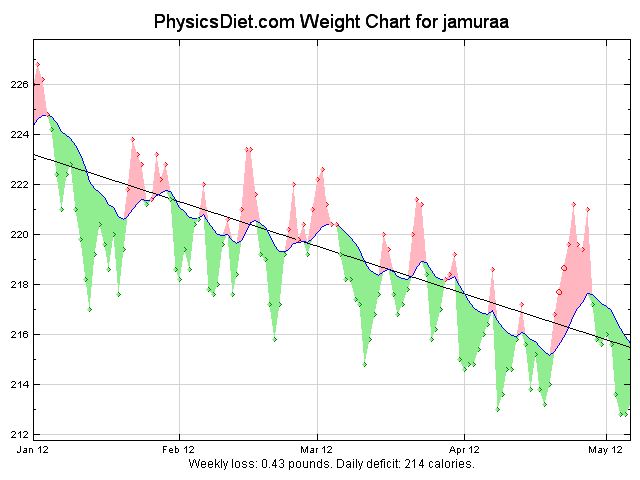 PhysicsDiet.com Weight Chart for jamuraa
226
224
222
220
218
216
214
212
Jan 12 Feb 12 Mar 12 Apr 12 May 12
Weekly loss: 0.43 pounds. Daily deficit: 214 calories.